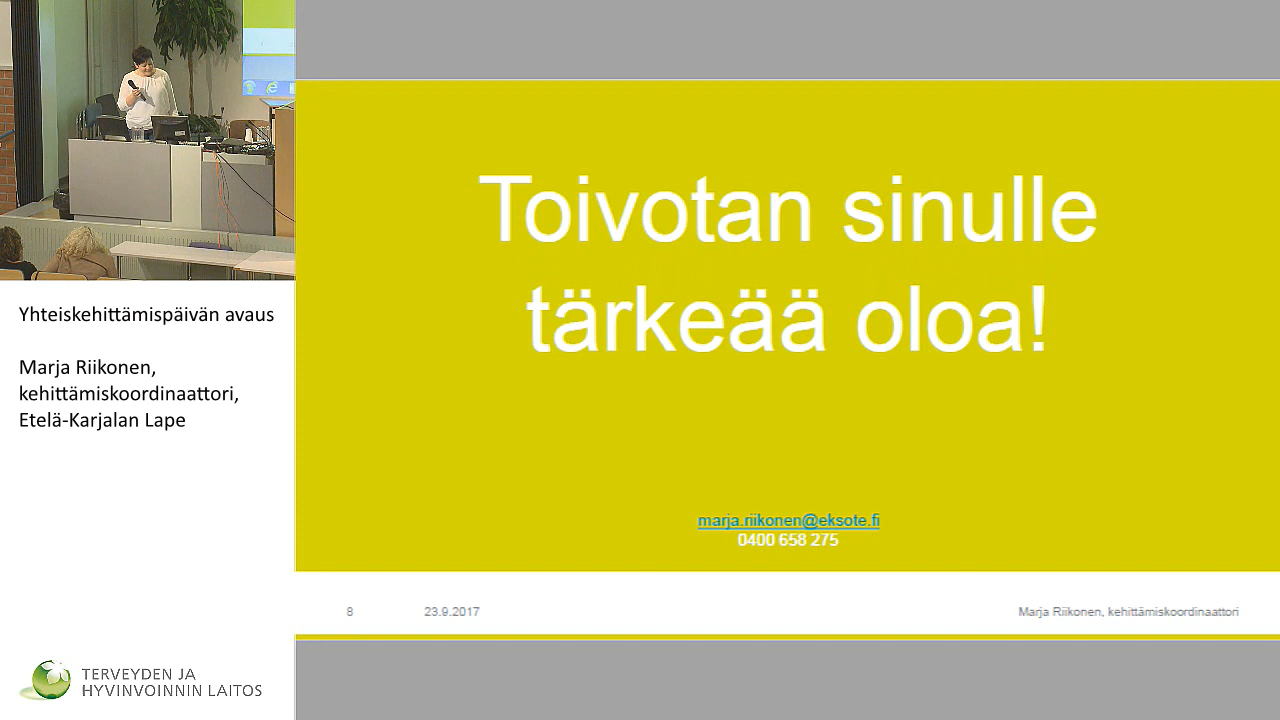 Yhteiskehittämispäivän avaus
Marja Riikonen,
kehittämiskoordinaattori,
Etelä-Karjalan Lape
TERVEYDEN JA
HYVINVOINNIN LAITOS
Toivotan sinulle
tärkeää oloa!
marja.riikonen@eksote.fi
0400 658 275
8
23.9.2017
Marja Riikonen, kehittämiskoordinaattori